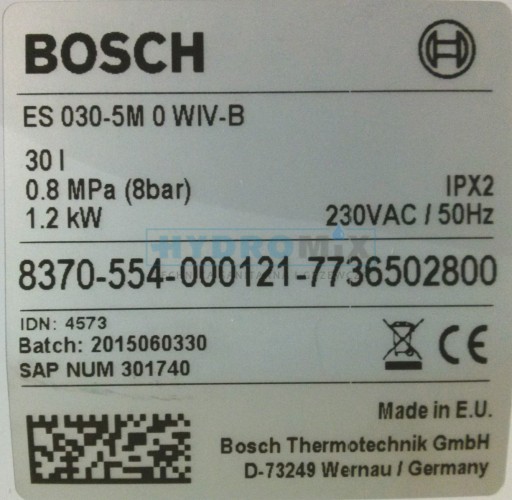 BOSCH
ES 030-5M 0 WIV-B
30 l
0.8 MPa (8bar)
IPX2
1.2 kW
230VAC / 50Hz
HYDROMIX
8370-554-000121-7736502800
IDN: 4573
Batch: 2015060330
SAP NUM 301740
CE
Made in E.U.
Bosch Thermotechnik GmbH
D-73249 Wernau / Germany